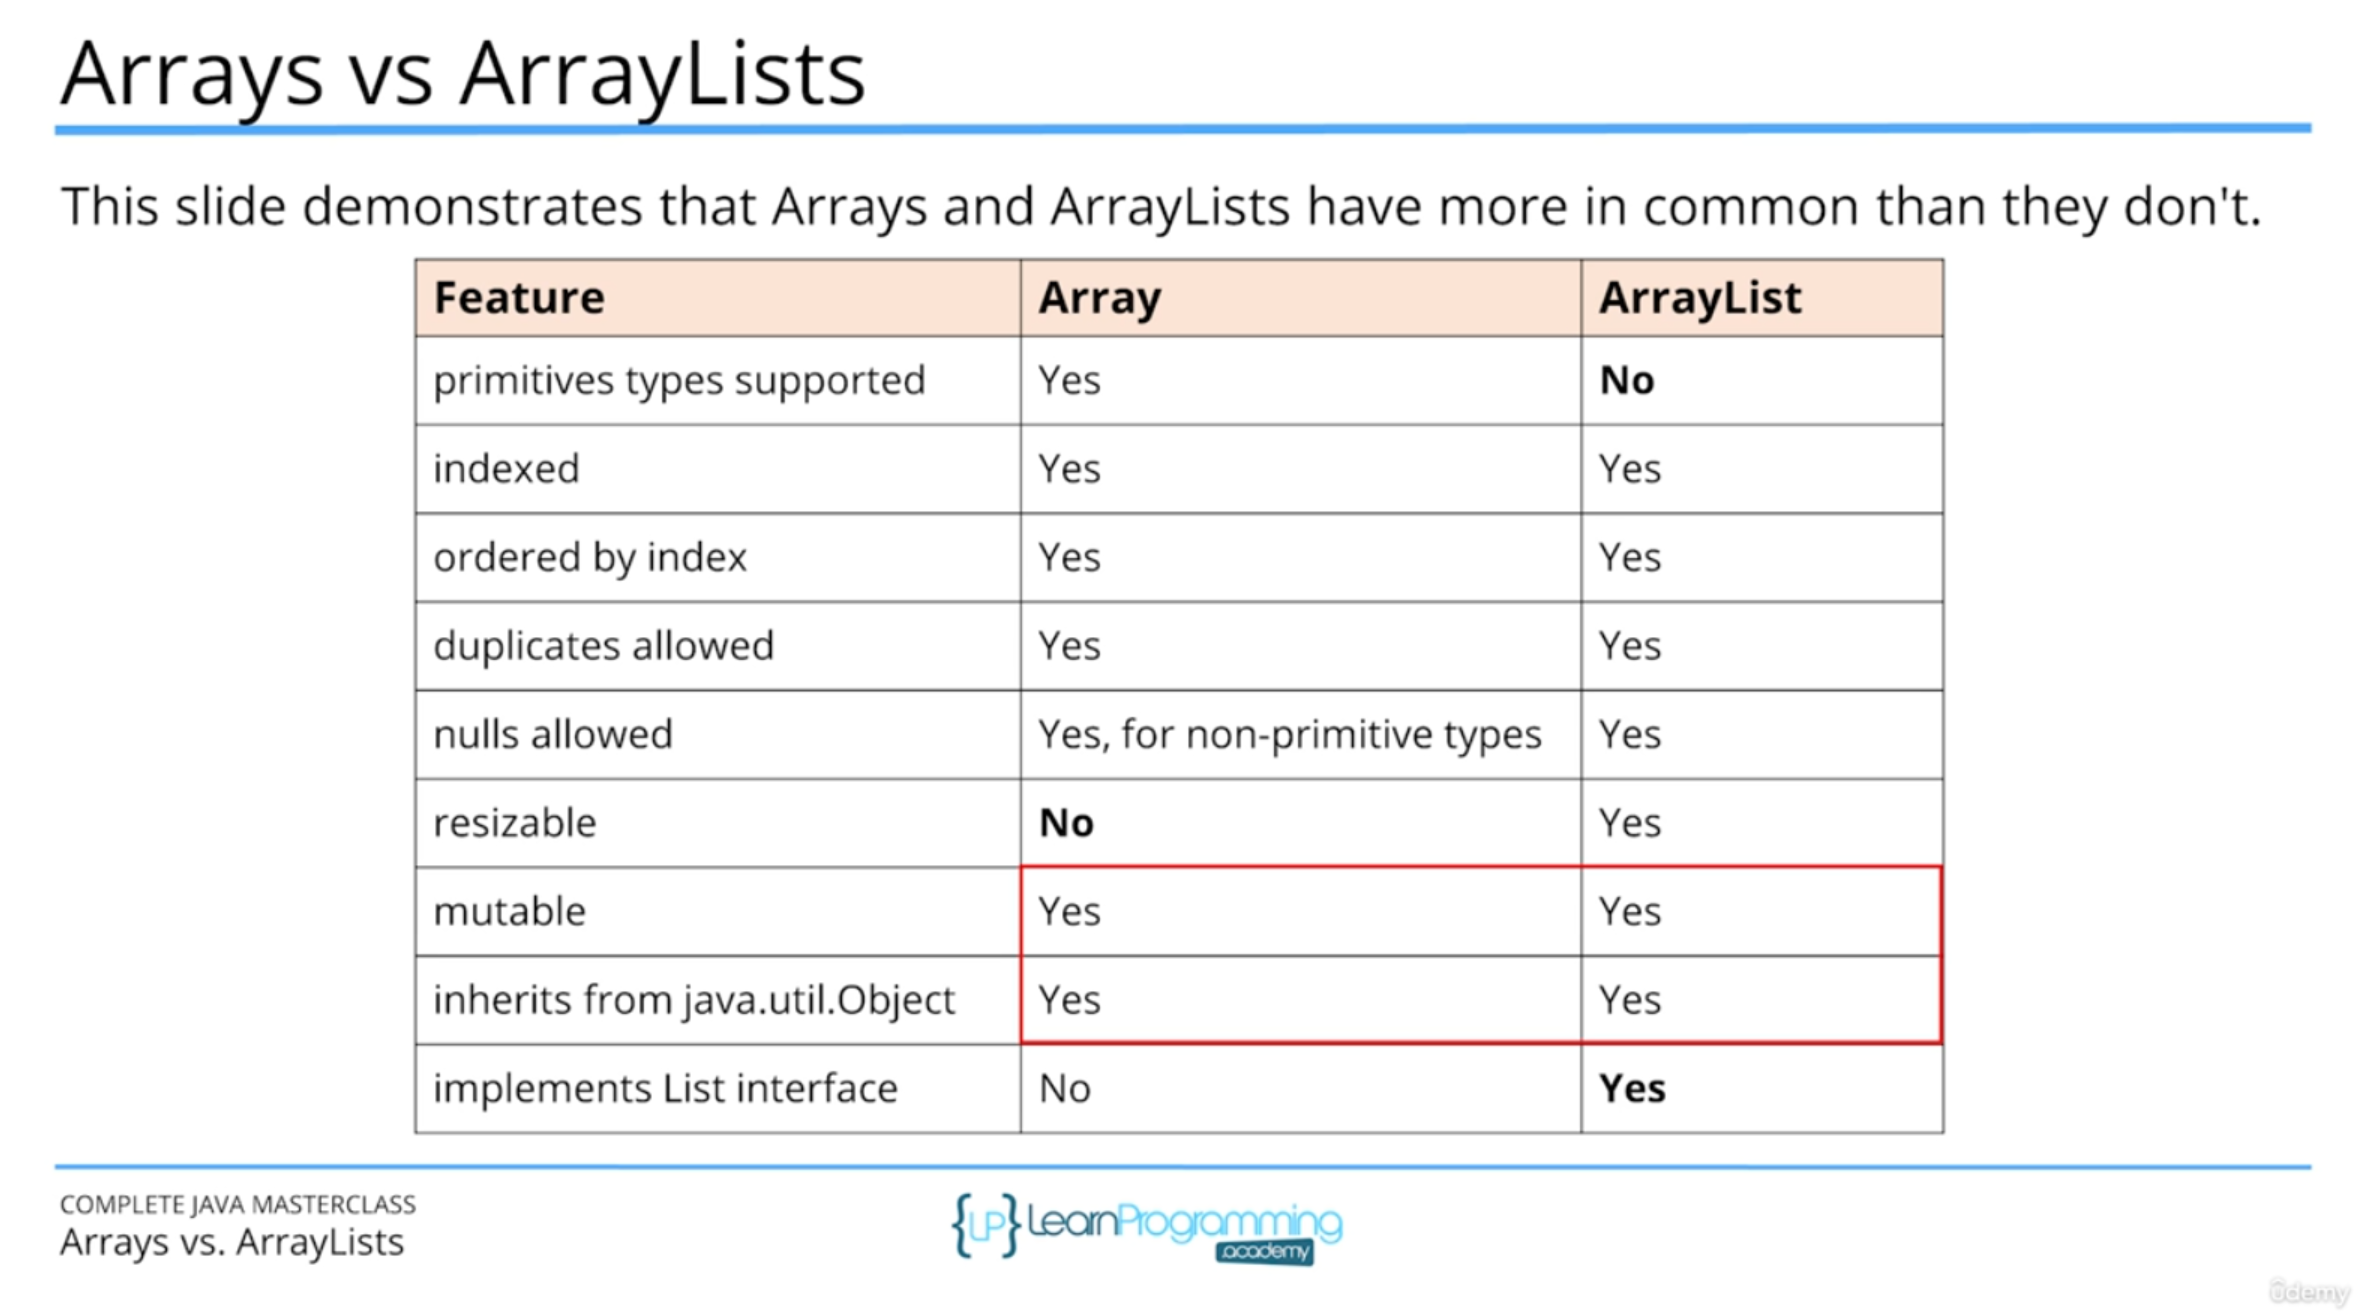 Arrays vs ArrayLists
This slide demonstrates that Arrays and ArrayLists have more in common than they don't.
Feature Array ArrayList
primitives types supported Yes No
indexed Yes Yes
ordered by index Yes Yes
duplicates allowed Yes Yes
nulls allowed Yes, for non-primitive types Yes
resizable No Yes
mutable Yes Yes
inherits from java.util.Object Yes Yes
implements List interface No Yes
COMPLETE JAVA MASTERCLASS
Arrays vs. ArrayLists
{LP} LearnProgramming
.academy
ûdemy